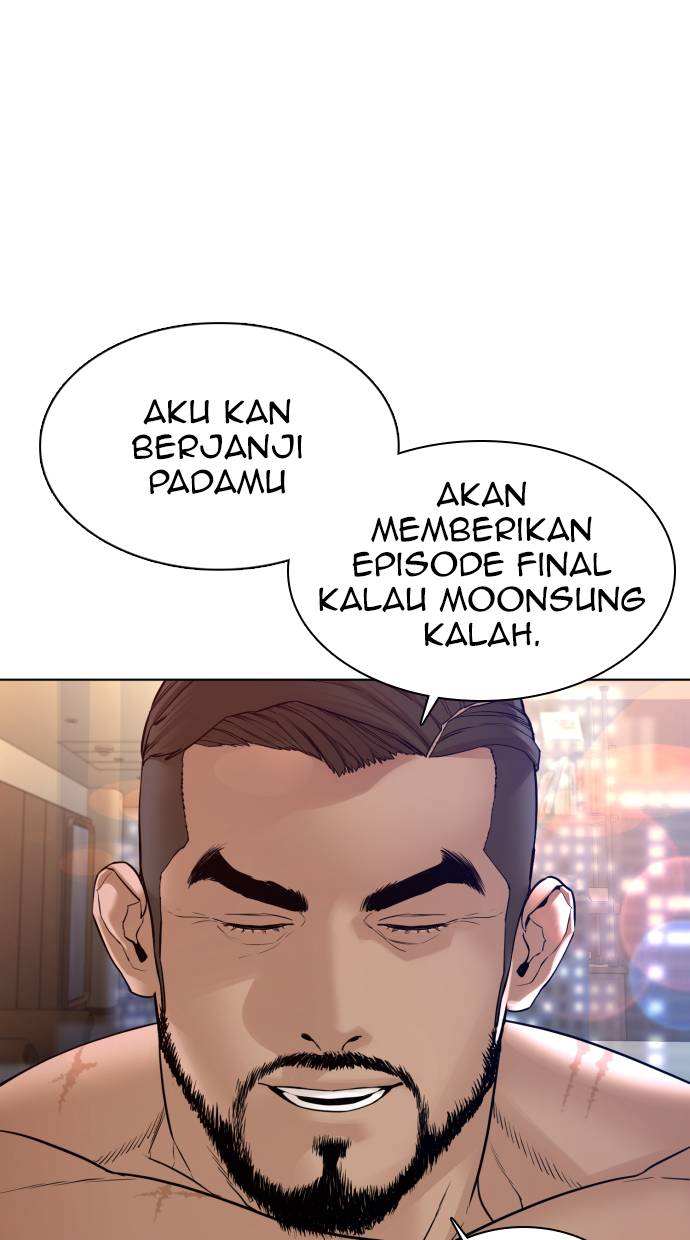 AKU KAN
BERJANJI
PADAMU
AKAN
MEMBERIKAN
EPISODE FINAL
KALAU MOONSUNG
KALAH.